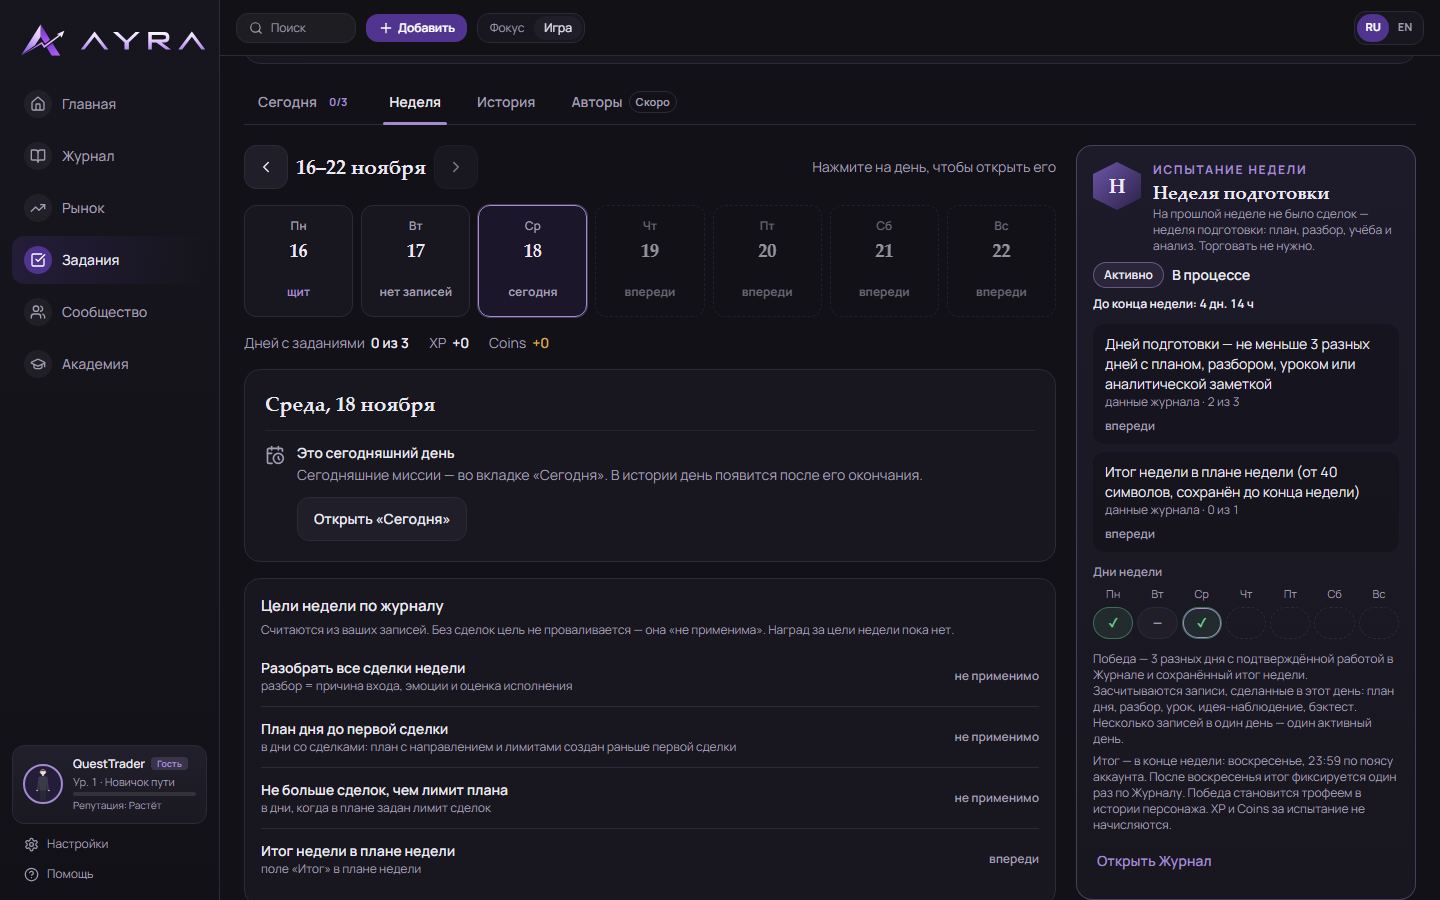 AYRA
Поиск
Добавить
Фокус
Игра
RU
EN
Главная
Журнал
Рынок
Задания
Сообщество
Академия
QuestTrader
Гость
Ур. 1 · Новичок пути
Репутация: Растёт
Настройки
Помощь
Сегодня 0/3
Неделя
История
Авторы Скоро
16–22 ноября
Нажмите на день, чтобы открыть его
Пн
16
щит
Вт
17
нет записей
Ср
18
сегодня
Чт
19
впереди
Пт
20
впереди
Сб
21
впереди
Вс
22
впереди
Дней с заданиями 0 из 3 XP +0 Coins +0
Среда, 18 ноября
Это сегодняшний день
Сегодняшние миссии — во вкладке «Сегодня». В истории день появится после его окончания.
Открыть «Сегодня»
Цели недели по журналу
Считаются из ваших записей. Без сделок цель не проваливается — она «не применима». Наград за цели недели пока нет.
Разобрать все сделки недели
разбор = причина входа, эмоции и оценка исполнения
не применимо
План дня до первой сделки
в дни со сделками: план с направлением и лимитами создан раньше первой сделки
не применимо
Не больше сделок, чем лимит плана
в дни, когда в плане задан лимит сделок
не применимо
Итог недели в плане недели
поле «Итог» в плане недели
впереди
Н
ИСПЫТАНИЕ НЕДЕЛИ
Неделя подготовки
На прошлой неделе не было сделок —
неделя подготовки: план, разбор, учёба и
анализ. Торговать не нужно.
Активно В процессе
До конца недели: 4 дн. 14 ч
Дней подготовки — не меньше 3 разных
дней с планом, разбором, уроком или
аналитической заметкой
данные журнала · 2 из 3
впереди
Итог недели в плане недели (от 40
символов, сохранён до конца недели)
данные журнала · 0 из 1
впереди
Дни недели
Пн Вт Ср Чт Пт Сб Вс
✓ – ✓
Победа — 3 разных дня с подтверждённой работой в
Журнале и сохранённый итог недели.
Засчитываются записи, сделанные в этот день: план
дня, разбор, урок, идея-наблюдение, бэктест.
Несколько записей в один день — один активный
день.
Итог — в конце недели: воскресенье, 23:59 по поясу
аккаунта. После воскресенья итог фиксируется один
раз по Журналу. Победа становится трофеем в
истории персонажа. XP и Coins за испытание не
начисляются.
Открыть Журнал